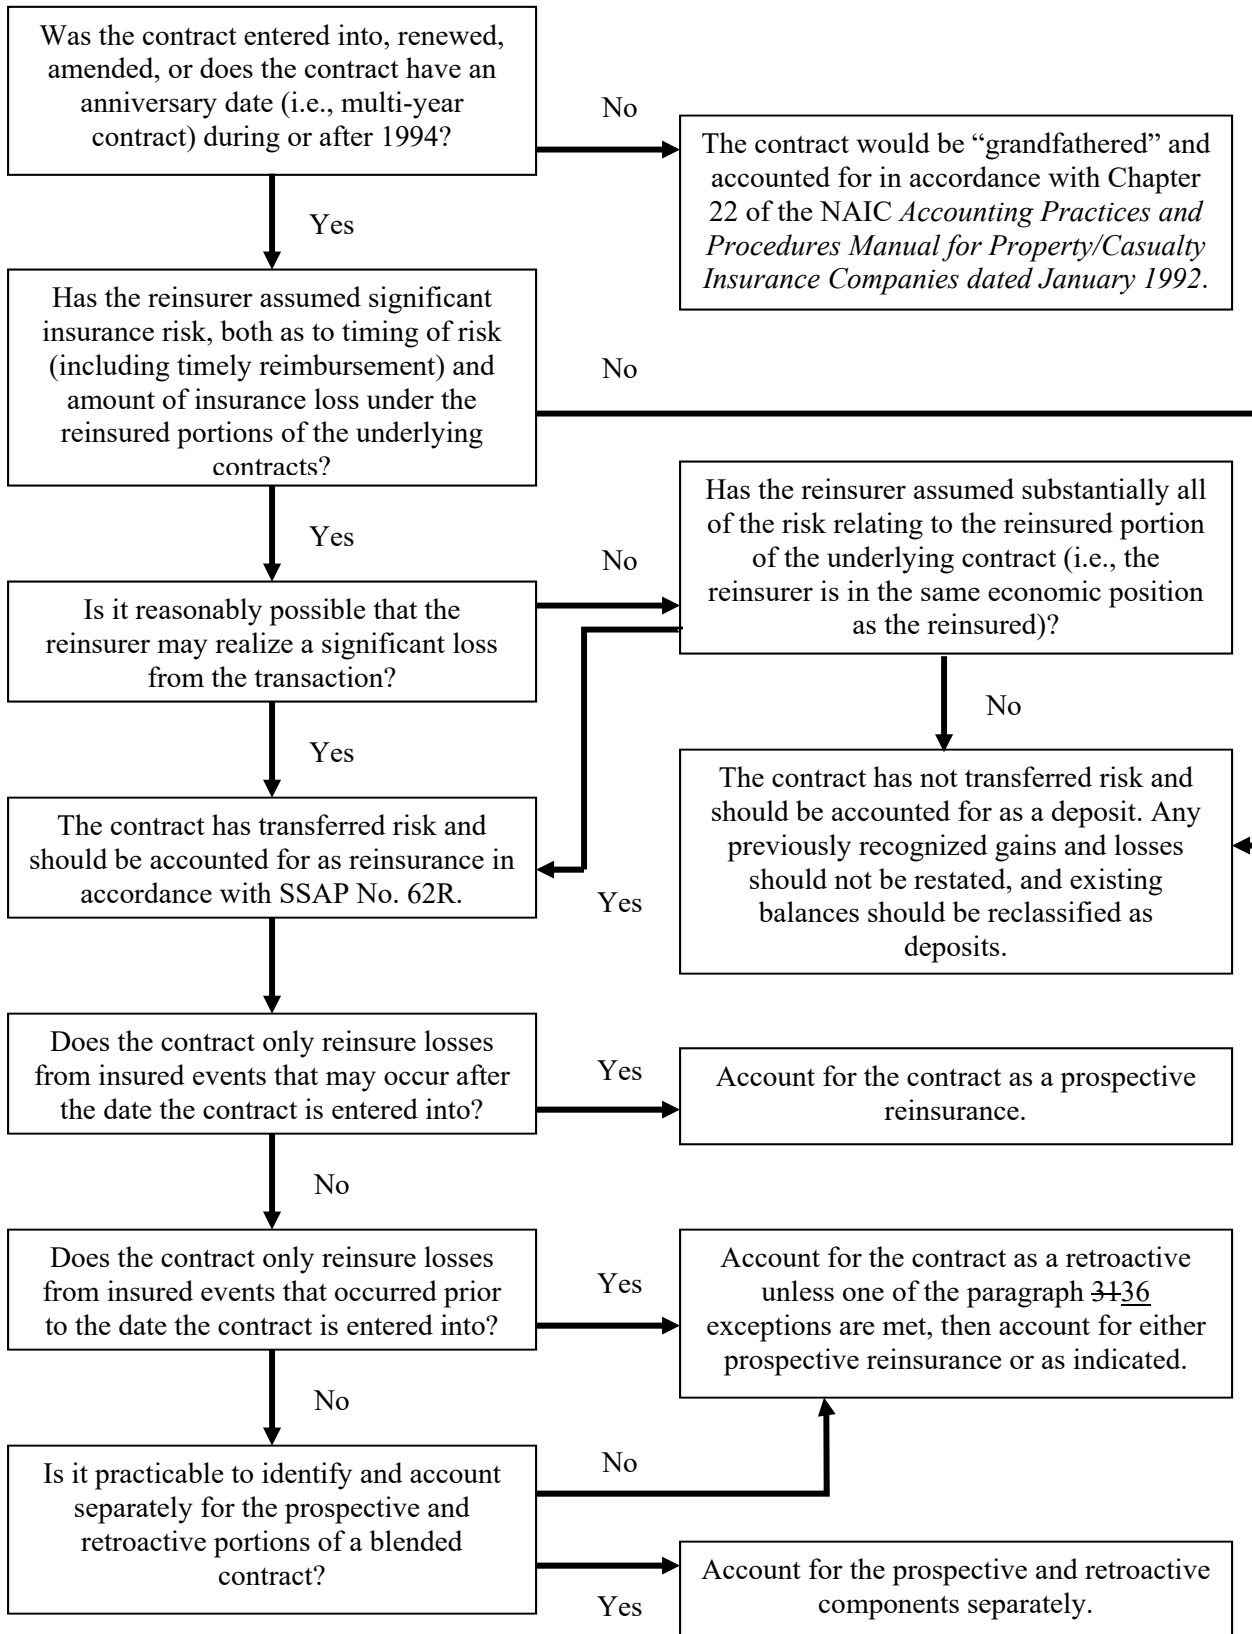 Was the contract entered into, renewed,
amended, or does the contract have an
anniversary date (i.e., multi-year
contract) during or after 1994?
No
The contract would be “grandfathered” and
accounted for in accordance with Chapter
22 of the NAIC Accounting Practices and
Procedures Manual for Property/Casualty
Insurance Companies dated January 1992.
Yes
Has the reinsurer assumed significant
insurance risk, both as to timing of risk
(including timely reimbursement) and
amount of insurance loss under the
reinsured portions of the underlying
contracts?
No
Yes
Has the reinsurer assumed substantially all
of the risk relating to the reinsured portion
of the underlying contract (i.e., the
reinsurer is in the same economic position
as the reinsured)?
No
Is it reasonably possible that the
reinsurer may realize a significant loss
from the transaction?
No
Yes
The contract has not transferred risk and
should be accounted for as a deposit. Any
previously recognized gains and losses
should not be restated, and existing
balances should be reclassified as
deposits.
The contract has transferred risk and
should be accounted for as reinsurance in
accordance with SSAP No. 62R.
Yes
Does the contract only reinsure losses
from insured events that may occur after
the date the contract is entered into?
Yes
Account for the contract as a prospective
reinsurance.
No
Does the contract only reinsure losses
from insured events that occurred prior
to the date the contract is entered into?
Yes
Account for the contract as a retroactive
unless one of the paragraph 3136
exceptions are met, then account for either
prospective reinsurance or as indicated.
No
Is it practicable to identify and account
separately for the prospective and
retroactive portions of a blended
contract?
No
Yes
Account for the prospective and retroactive
components separately.